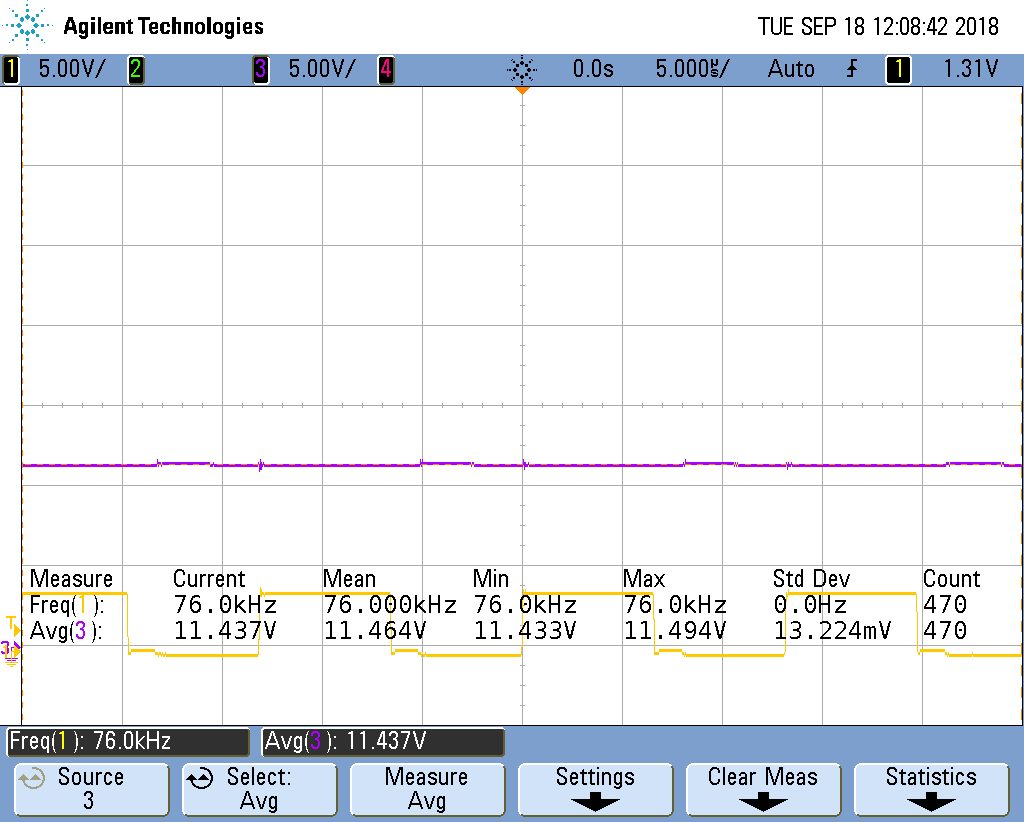 Agilent Technologies TUE SEP 18 12:08:42 2018
1 5.00V/ 2 3 5.00V/ 4 0.0s 5.000㎲/ Auto 1 1.31V
Measure Current Mean Min Max Std Dev Count
Freq(1): 76.0kHz 76.000kHz 76.0kHz 76.0kHz 0.0Hz 470
Avg(3): 11.437V 11.464V 11.433V 11.494V 13.224mV 470
T
3
Freq(1): 76.0kHz Avg(3): 11.437V
Source Select: Measure Settings Clear Meas Statistics
3 Avg Avg